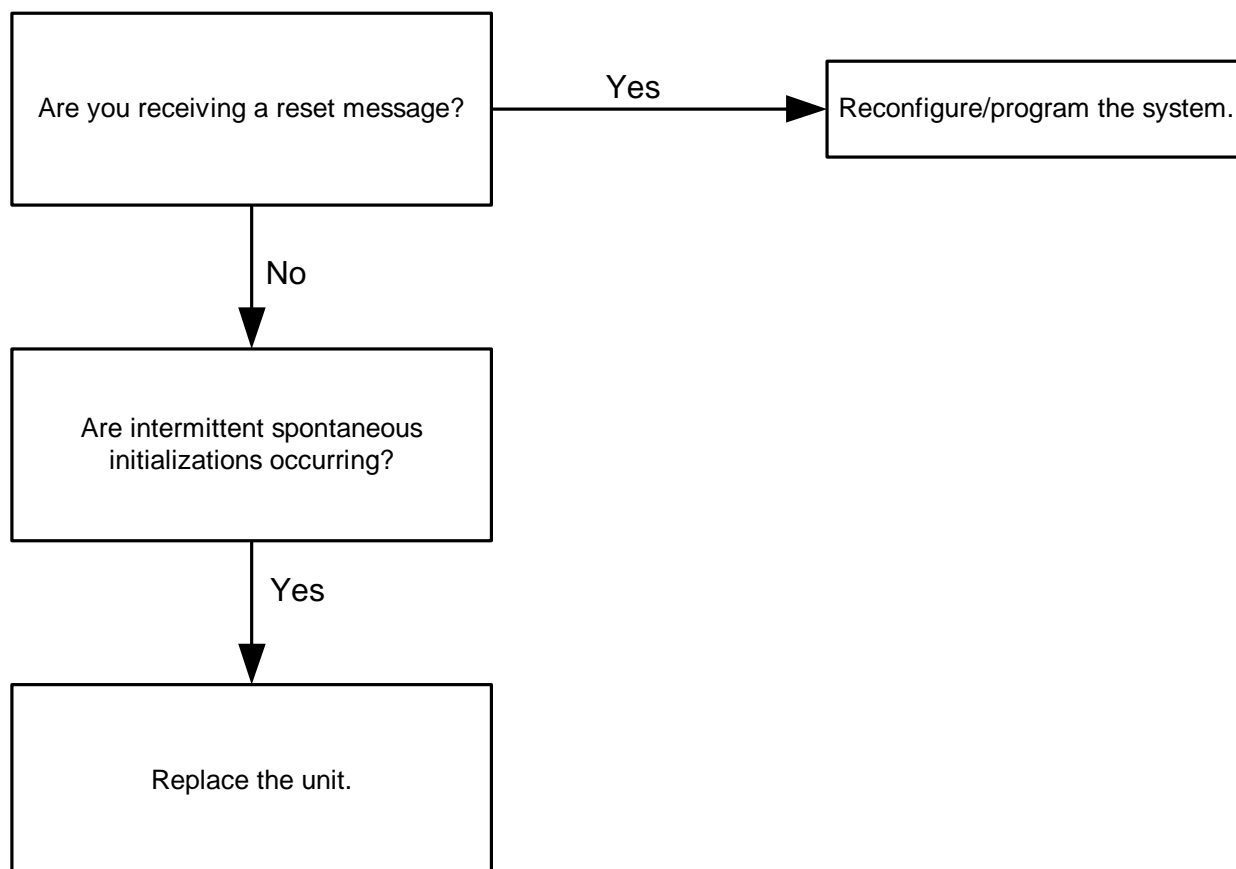 Are you receiving a reset message?
Yes
Reconfigure/program the system.
No
Are intermittent spontaneous
initializations occurring?
Yes
Replace the unit.